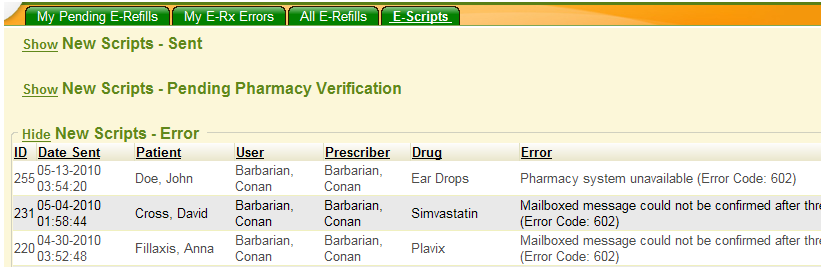 My Pending E-Refills My E-Rx Errors All E-Refills E-Scripts
Show New Scripts - Sent
Show New Scripts - Pending Pharmacy Verification
Hide New Scripts - Error
ID Date Sent Patient User Prescriber Drug Error
255 05-13-2010 03:54:20 Doe, John Barbarian, Conan Barbarian, Conan Ear Drops Pharmacy system unavailable (Error Code: 602)
231 05-04-2010 01:58:44 Cross, David Barbarian, Conan Barbarian, Conan Simvastatin Mailboxed message could not be confirmed after (Error Code: 602)
220 04-30-2010 03:52:48 Fillaxis, Anna Barbarian, Conan Barbarian, Conan Plavix Mailboxed message could not be confirmed after (Error Code: 602)